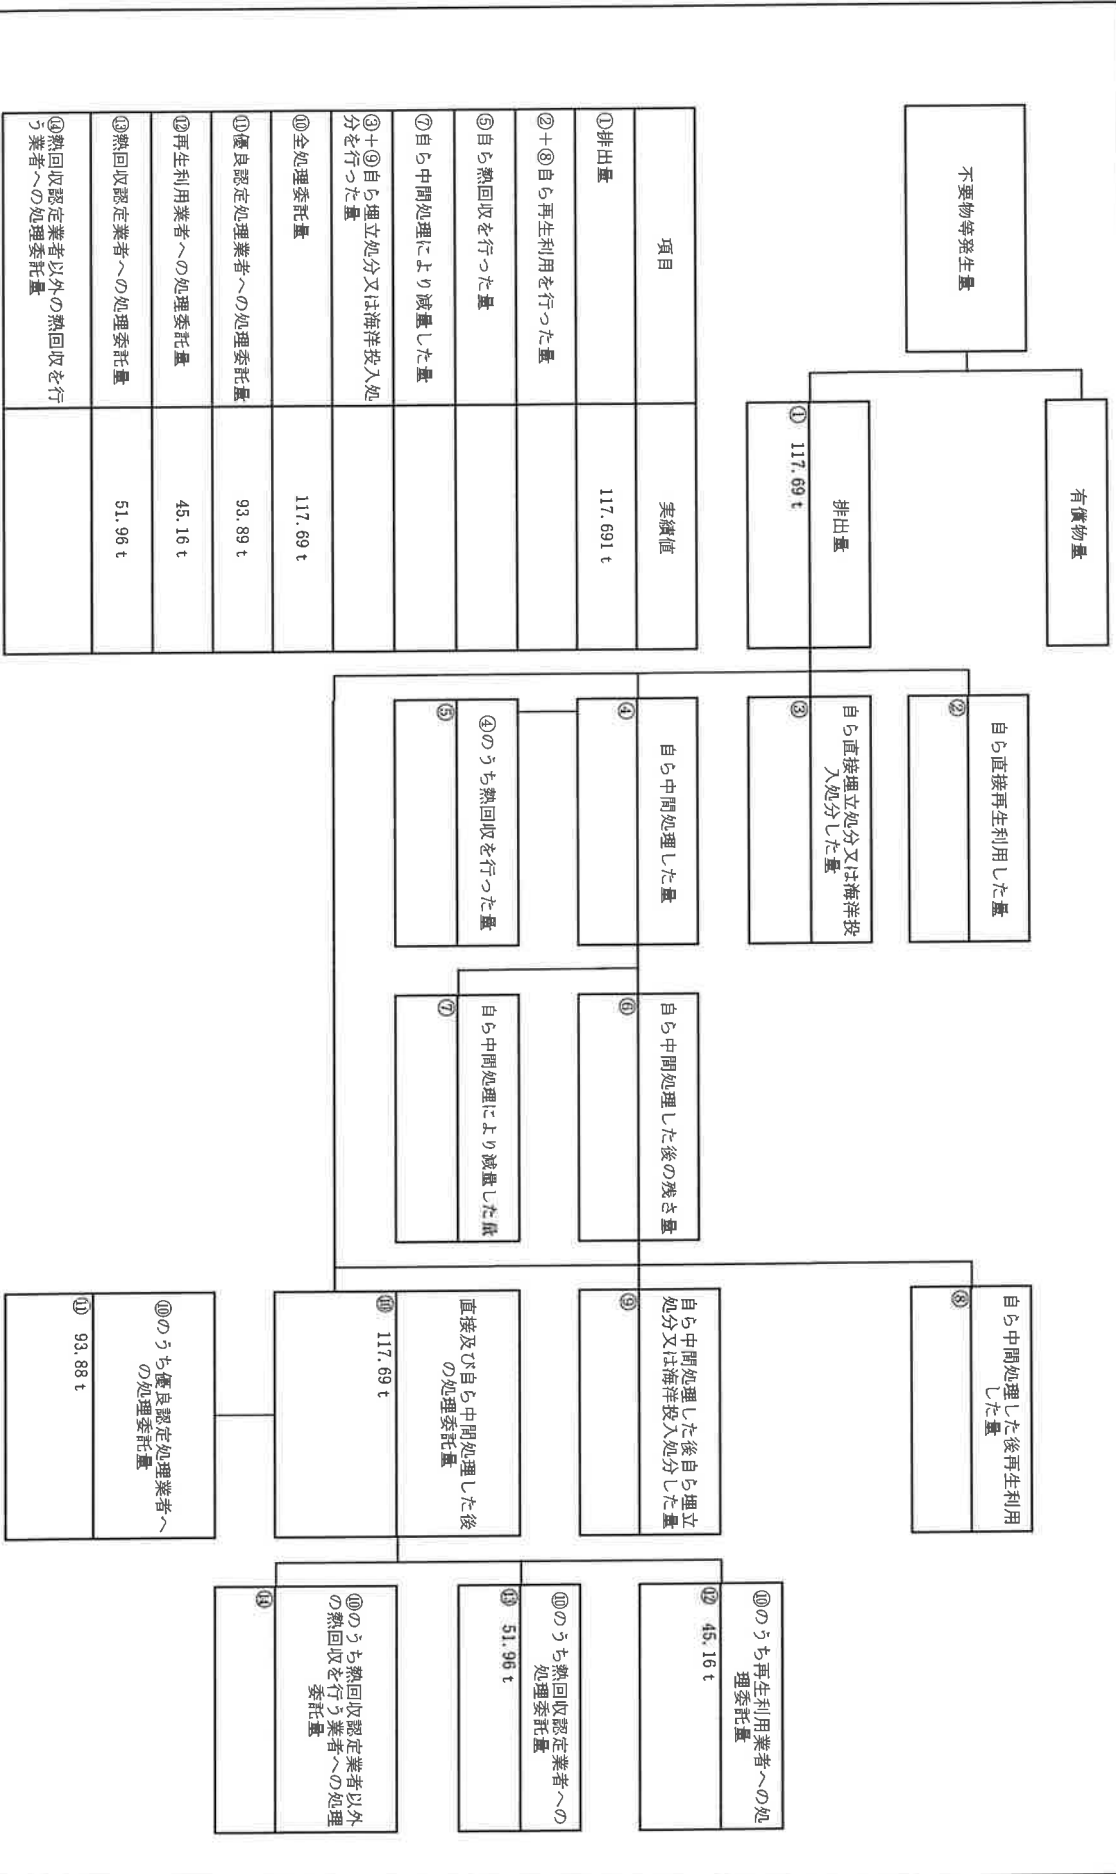 有償物量
不要物等発生量
排出量
① 117.69 t
自ら直接再生利用した量
②
自ら直接埋立処分又は海洋投
入処分した量
③
自ら中間処理した量
④
④のうち熱回収を行った量
⑤
自ら中間処理した後の残さ量
⑥
自ら中間処理により減量した量
⑦
自ら中間処理した後再生利用
した量
⑧
自ら中間処理した後自ら埋立
処分又は海洋投入処分した量
⑨
直接及び自ら中間処理した後
の処理委託量
⑩ 117.69 t
⑩のうち優良認定処理業者へ
の処理委託量
⑪ 93.88 t
⑩のうち再生利用業者への処
理委託量
⑫ 45.16 t
⑩のうち熱回収認定業者への
処理委託量
⑬ 51.96 t
⑩のうち熱回収認定業者以外
の熱回収を行う業者への処理
委託量
⑭
項目 実績値
①排出量 117.691 t
②＋⑧自ら再生利用を行った量
⑤自ら熱回収を行った量
⑦自ら中間処理により減量した量
③＋⑨自ら埋立処分又は海洋投入処
分を行った量
⑩全処理委託量 117.69 t
⑪優良認定処理業者への処理委託量 93.89 t
⑫再生利用業者への処理委託量 45.16 t
⑬熱回収認定業者への処理委託量 51.96 t
⑭熱回収認定業者以外の熱回収を行
う業者への処理委託量